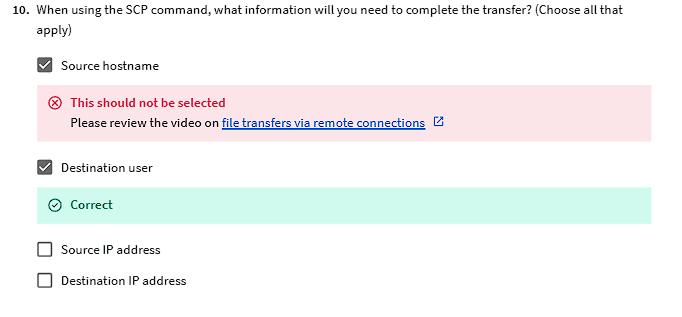 10. When using the SCP command, what information will you need to complete the transfer? (Choose all that
apply)
Source hostname
This should not be selected
Please review the video on file transfers via remote connections
Destination user
Correct
Source IP address
Destination IP address